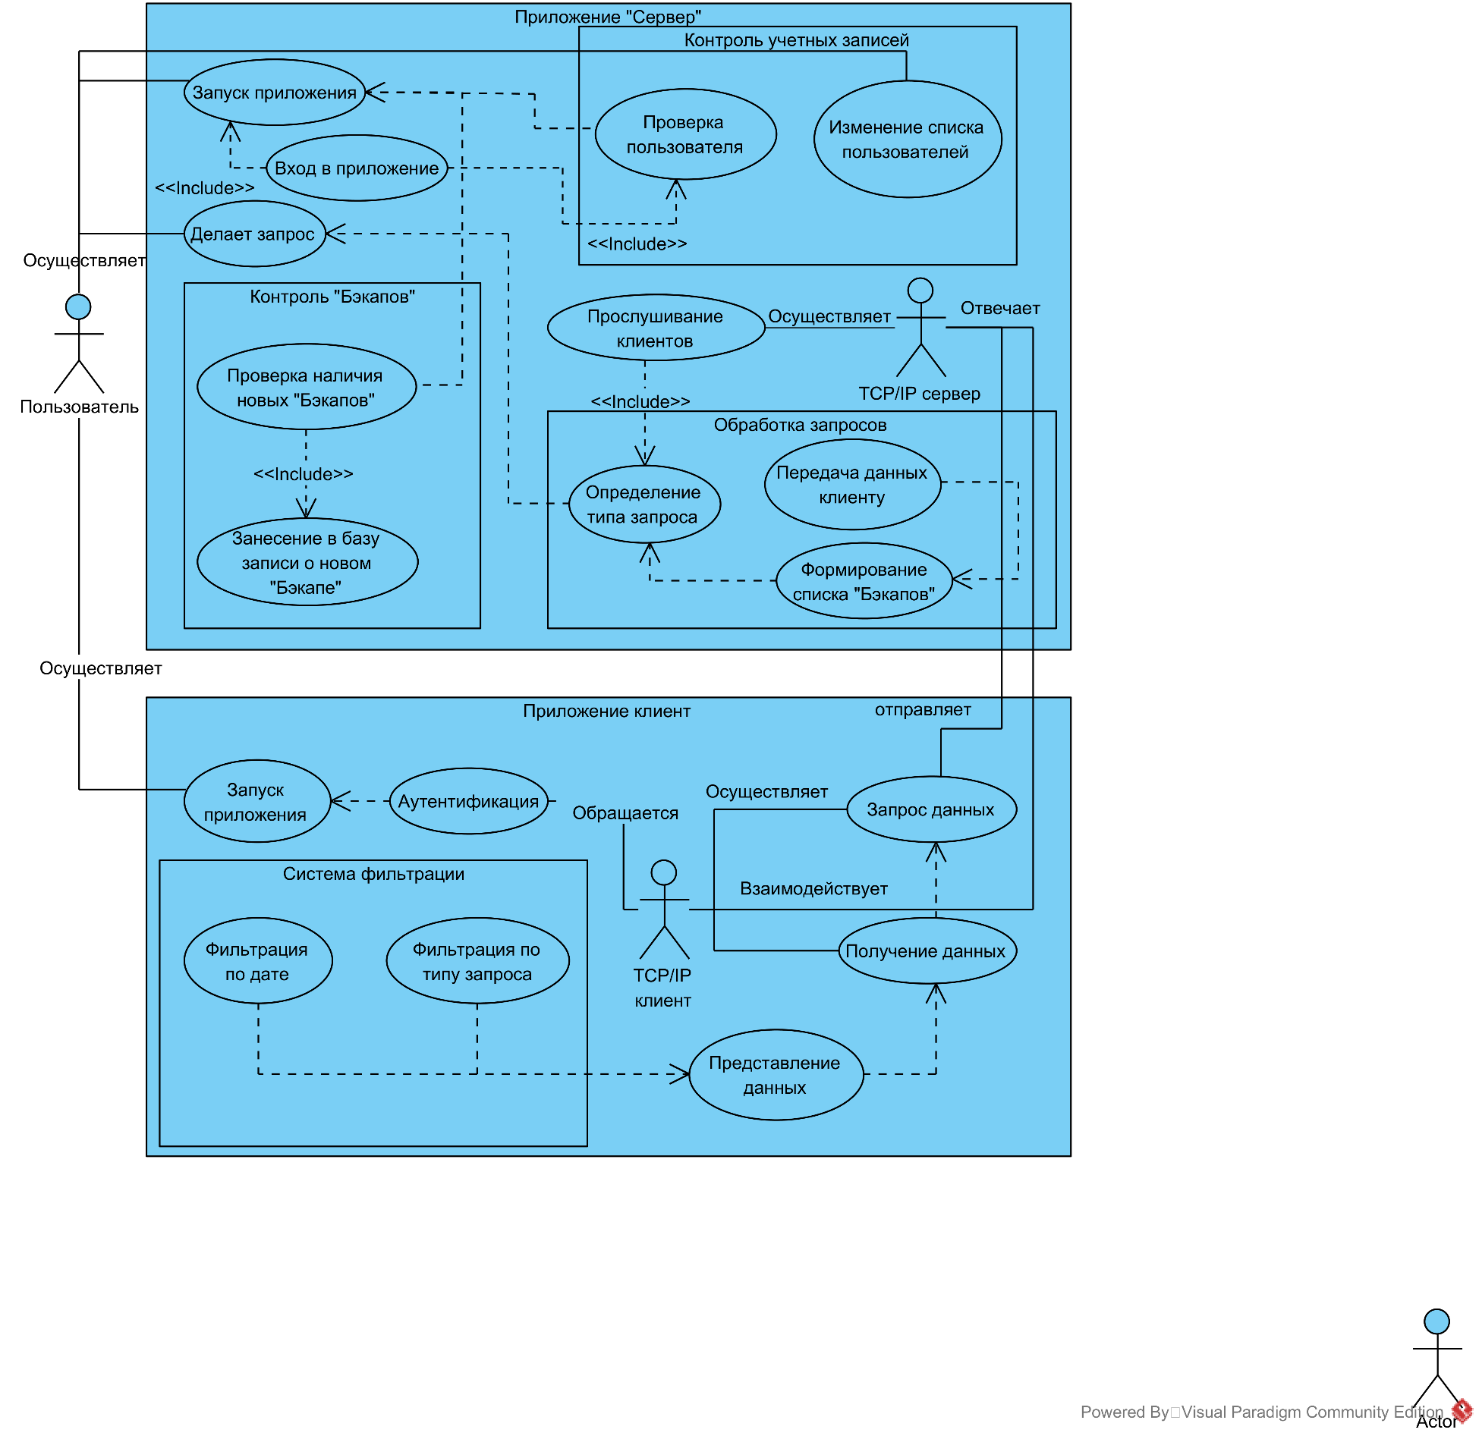 Приложение "Сервер"
Контроль учетных записей
Запуск приложения
Проверка
пользователя
Изменение списка
пользователей
Вход в приложение
<<Include>>
Делает запрос
<<Include>>
Осуществляет
Контроль "Бэкапов"
Прослушивание
клиентов
Осуществляет
Отвечает
Проверка наличия
новых "Бэкапов"
TCP/IP сервер
Пользователь
<<Include>>
Обработка запросов
Передача данных
клиенту
<<Include>>
Определение
типа запроса
Занесение в базу
записи о новом
"Бэкапе"
Формирование
списка "Бэкапов"
Осуществляет
Приложение клиент
отправляет
Запуск
приложения
Аутентификация
Обращается
Осуществляет
Запрос данных
Система фильтрации
Взаимодействует
Фильтрация
по дате
Фильтрация по
типу запроса
Получение данных
TCP/IP
клиент
Представление
данных
Powered By Visual Paradigm Community Edition
Actor